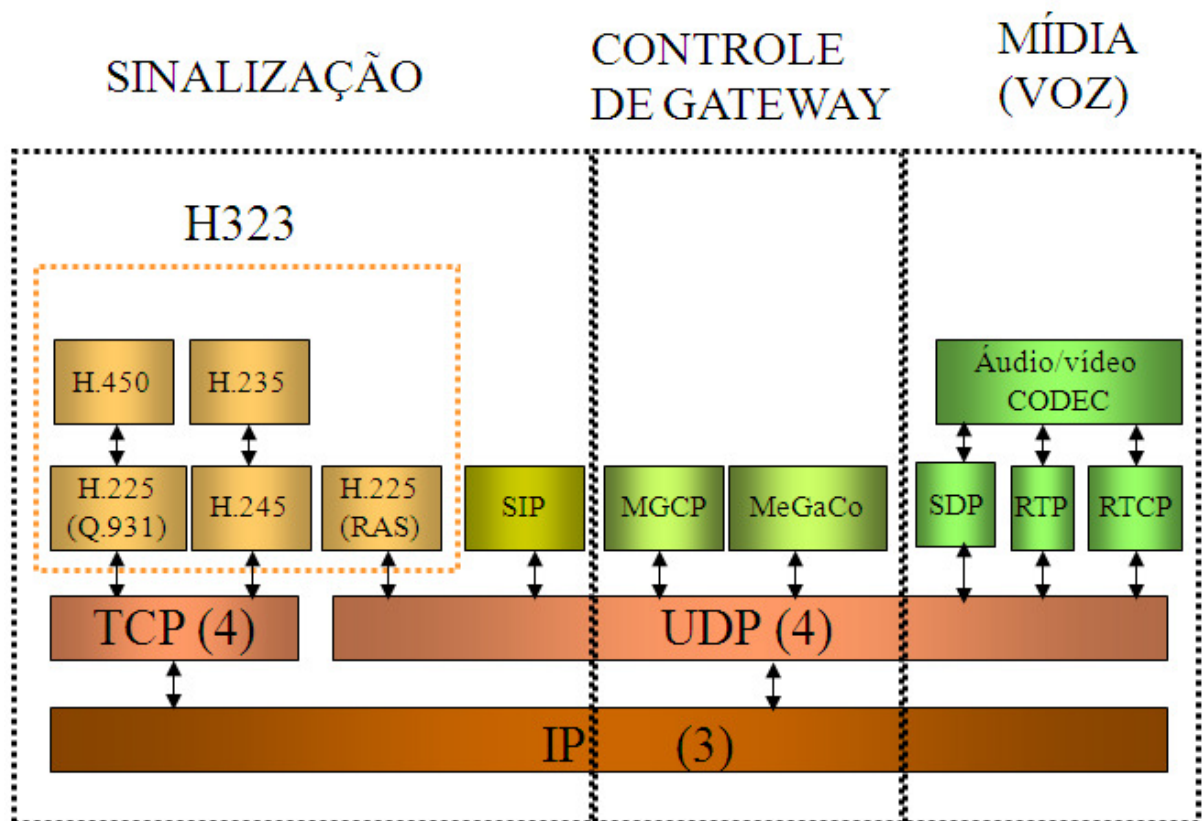 SINALIZAÇÃO
CONTROLE
DE GATEWAY
MÍDIA
(VOZ)
H323
H.450
H.235
Áudio/vídeo
CODEC
H.225
(Q.931)
H.245
H.225
(RAS)
SIP
MGCP
MeGaCo
SDP
RTP
RTCP
TCP (4)
UDP (4)
IP (3)